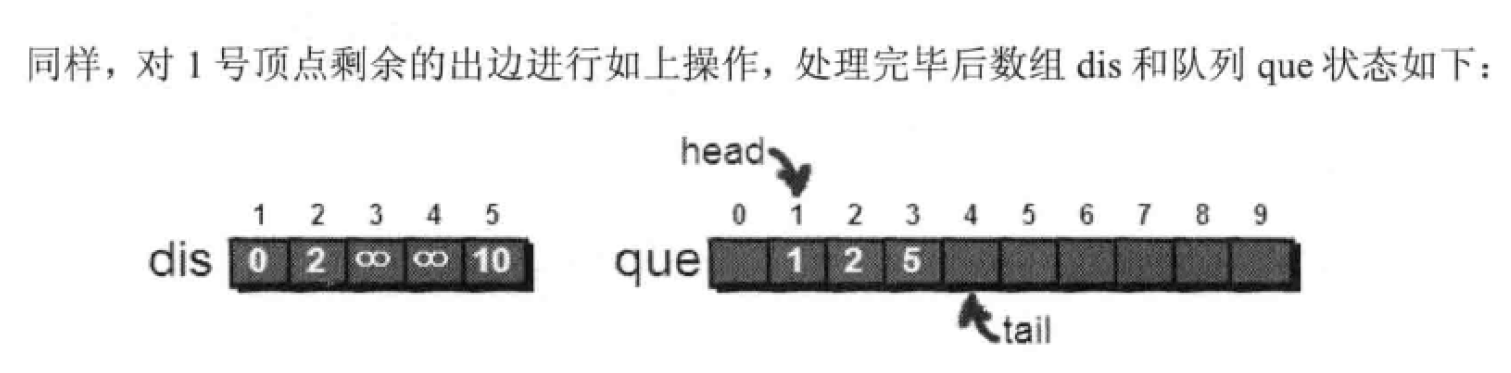 同样，对 1 号顶点剩余的出边进行如上操作，处理完毕后数组 dis 和队列 que 状态如下：
head
1 2 3 4 5
0 1 2 3 4 5 6 7 8 9
dis 0 2 ∞ ∞ 10
que 1 2 5
tail